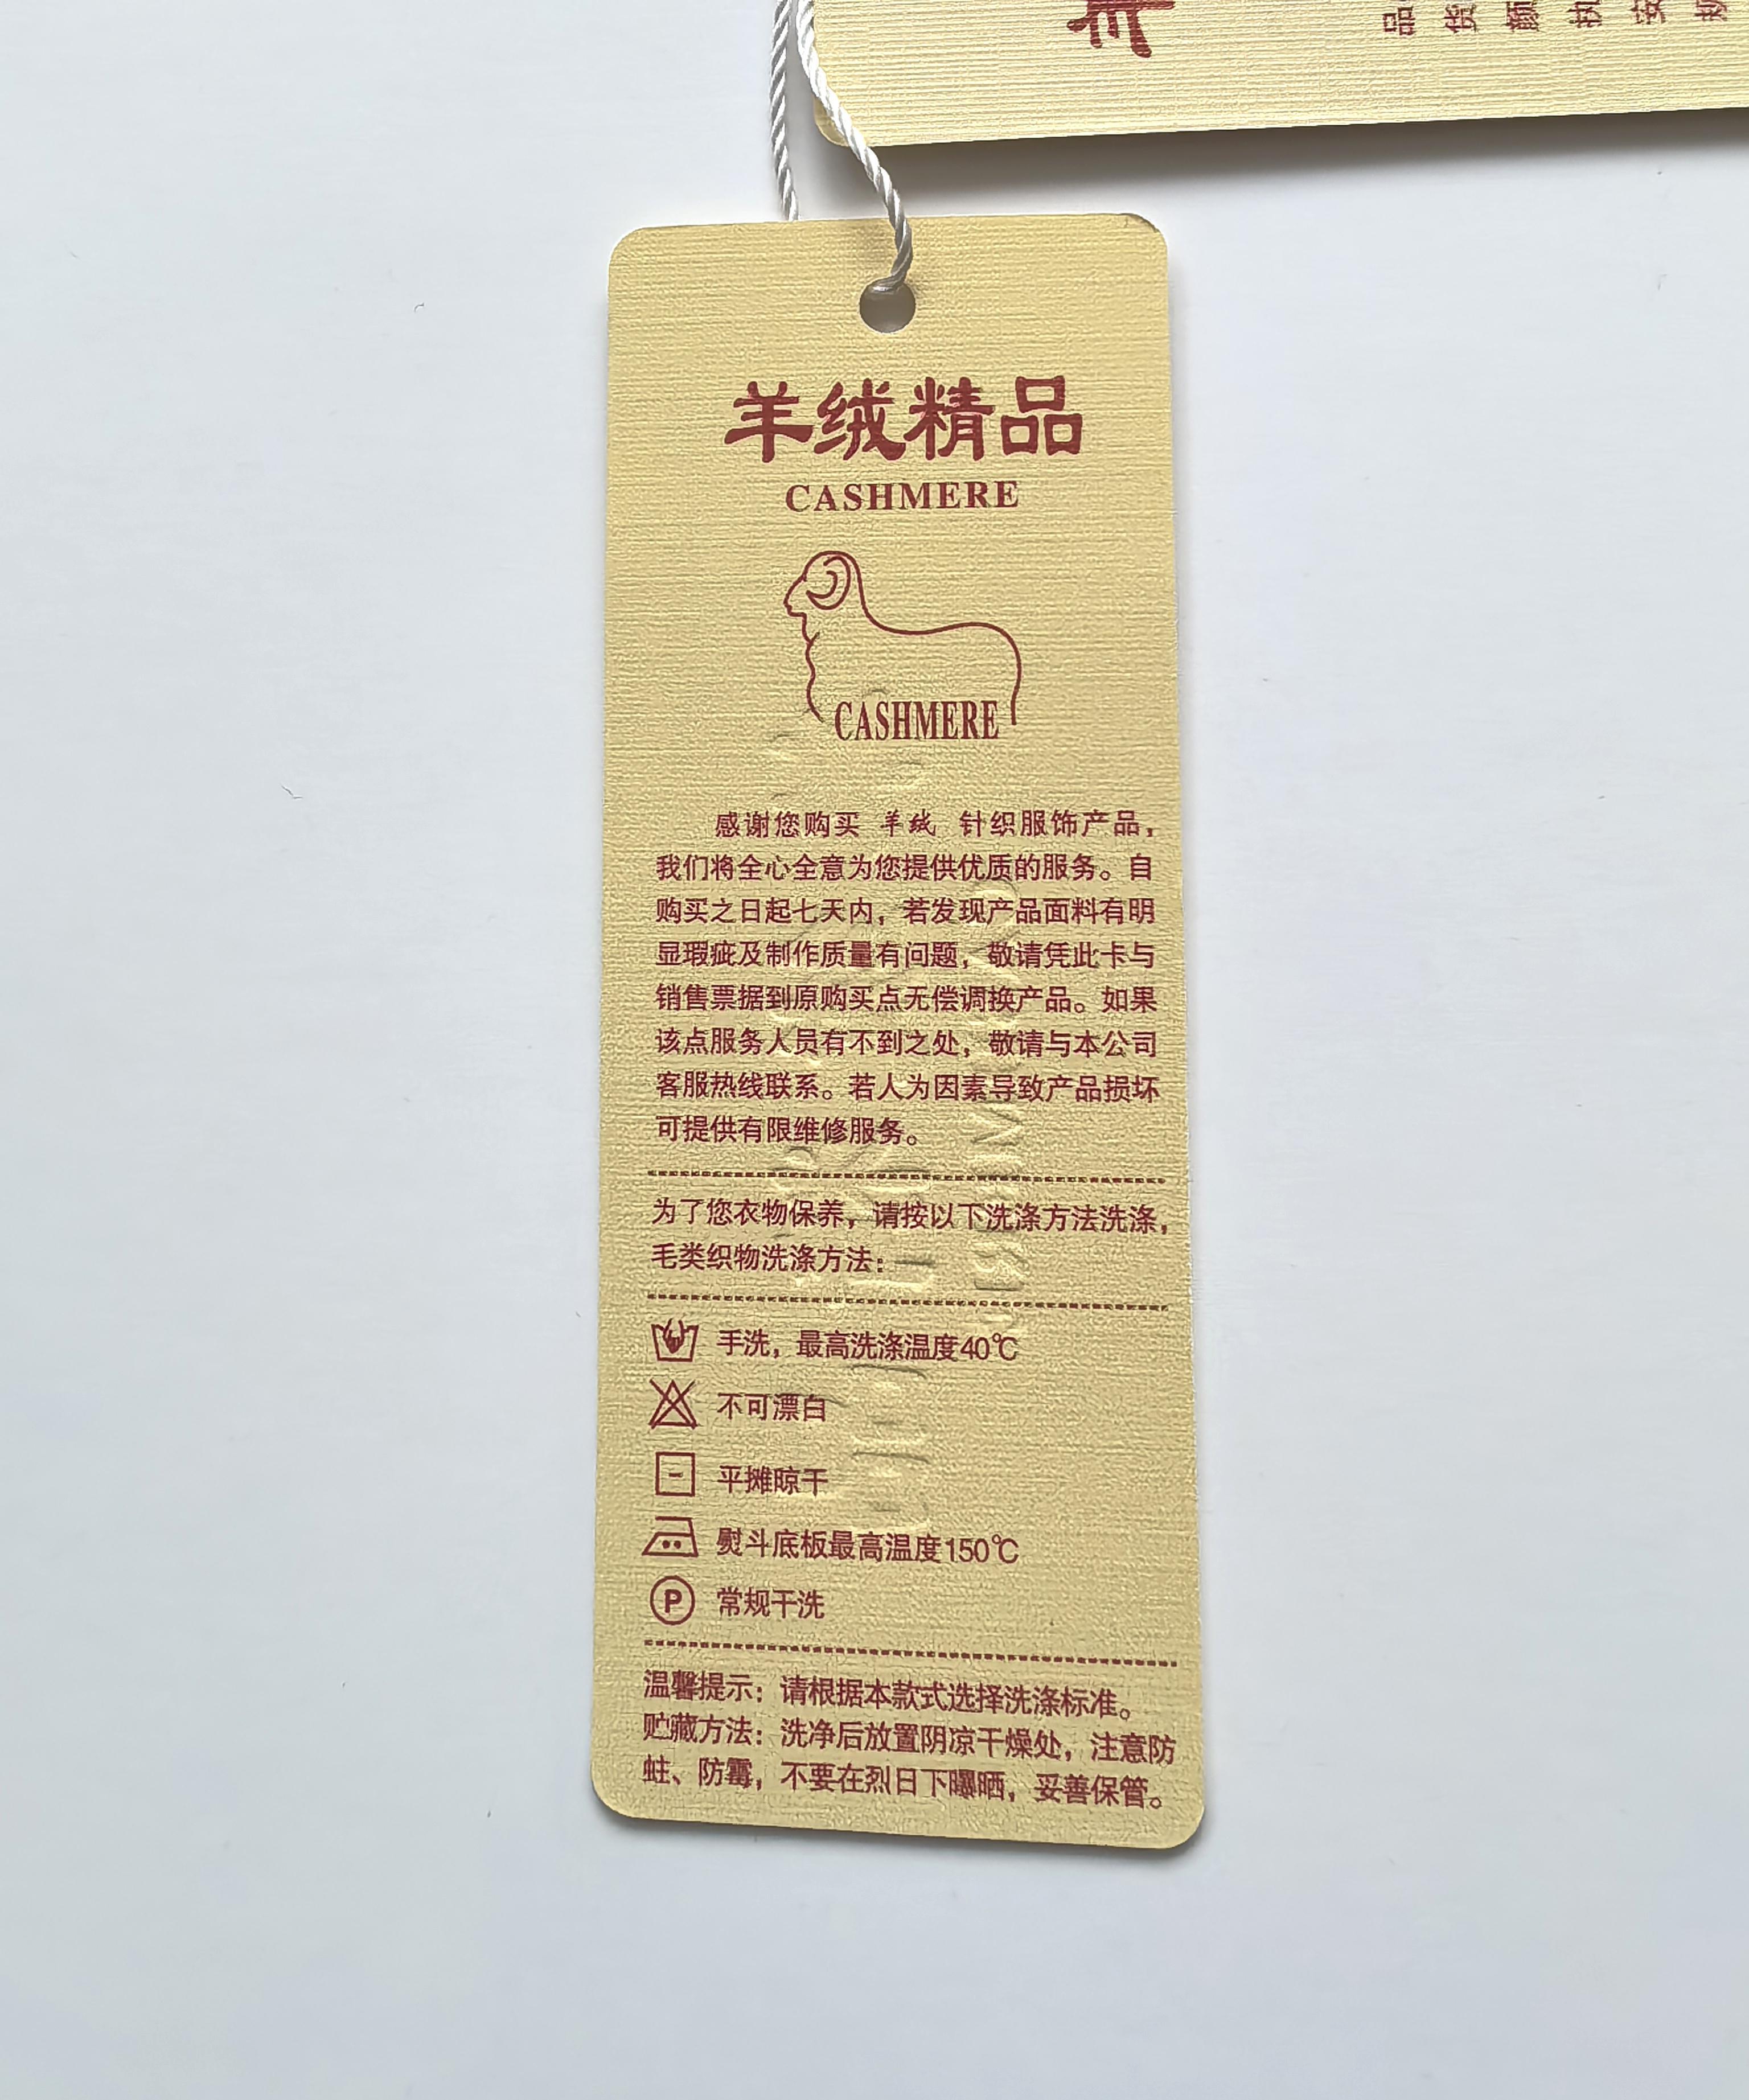 品 货 颜 执 安 规
羊绒精品
CASHMERE
CASHMERE
感谢您购买 羊绒 针织服饰产品，
我们将全心全意为您提供优质的服务。自
购买之日起七天内，若发现产品面料有明
显瑕疵及制作质量有问题，敬请凭此卡与
销售票据到原购买点无偿调换产品。如果
该点服务人员有不到之处，敬请与本公司
客服热线联系。若人为因素导致产品损坏
可提供有限维修服务。
为了您衣物保养，请按以下洗涤方法洗涤，
毛类织物洗涤方法：
手洗，最高洗涤温度40℃
不可漂白
平摊晾干
熨斗底板最高温度150℃
P 常规干洗
温馨提示：请根据本款式选择洗涤标准。
贮藏方法：洗净后放置阴凉干燥处，注意防
蛀、防霉，不要在烈日下曝晒，妥善保管。